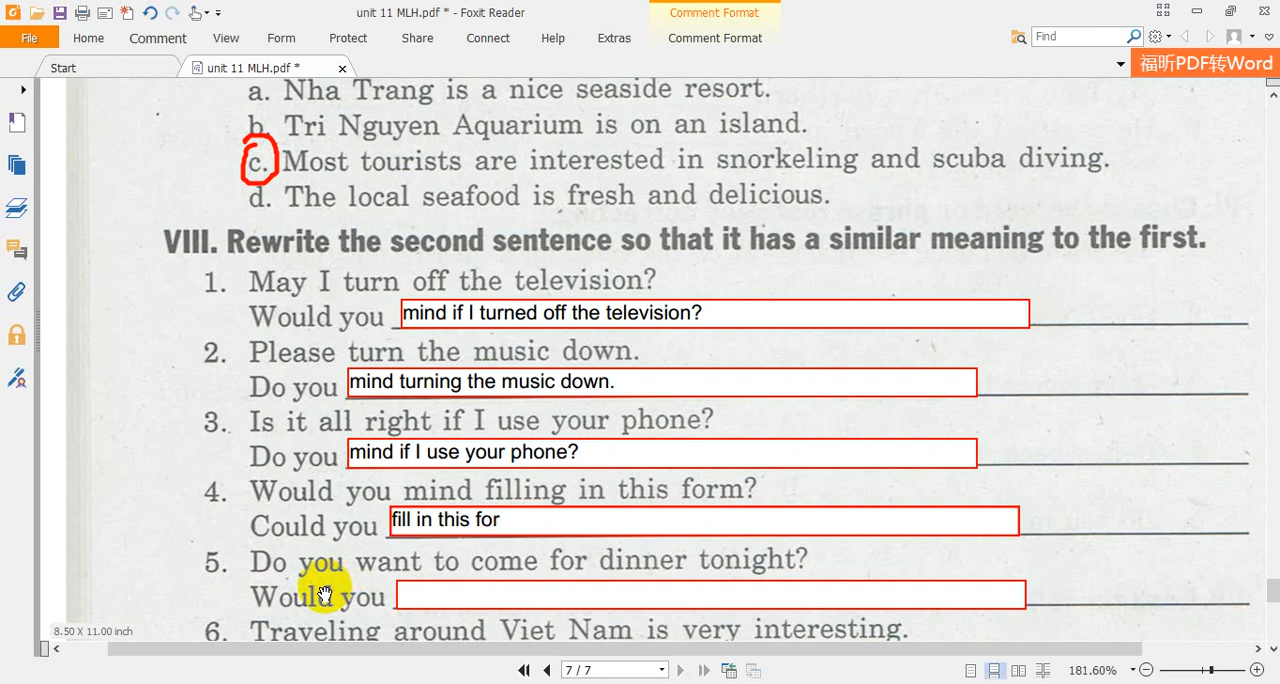 unit 11 MLH.pdf * - Foxit Reader
Comment Format
File Home Comment View Form Protect Share Connect Help Extras Comment Format Find
Start unit 11 MLH.pdf * 福昕PDF转Word
a. Nha Trang is a nice seaside resort.
b. Tri Nguyen Aquarium is on an island.
c. Most tourists are interested in snorkeling and scuba diving.
d. The local seafood is fresh and delicious.
VIII. Rewrite the second sentence so that it has a similar meaning to the first.
1. May I turn off the television?
Would you mind if I turned off the television?
2. Please turn the music down.
Do you mind turning the music down.
3. Is it all right if I use your phone?
Do you mind if I use your phone?
4. Would you mind filling in this form?
Could you fill in this for
5. Do you want to come for dinner tonight?
Would you
6. Traveling around Viet Nam is very interesting.
8.50 X 11.00 inch
7 / 7 181.60%